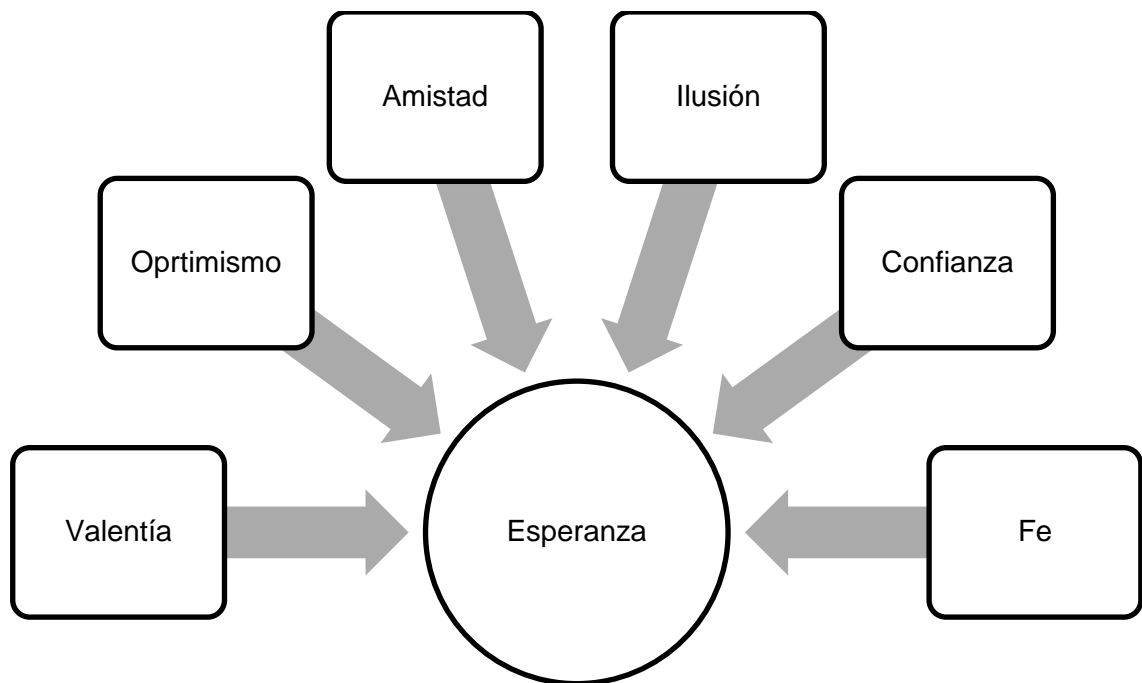 Amistad
Ilusión
Oprtimismo
Confianza
Valentía
Esperanza
Fe